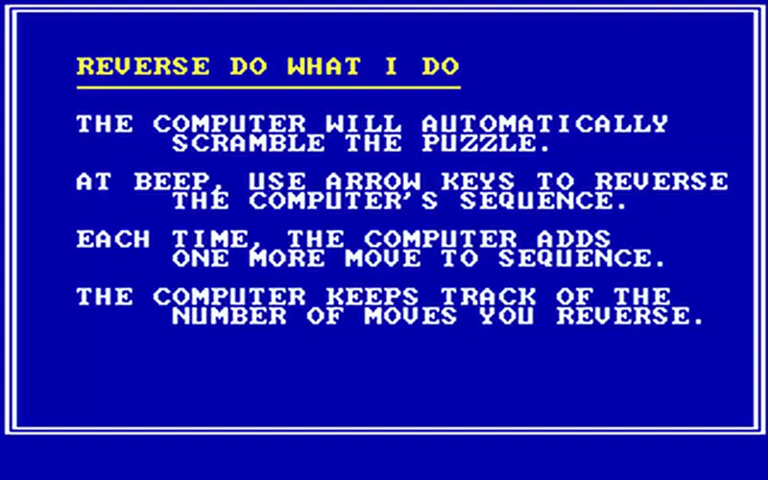 REVERSE DO WHAT I DO
THE COMPUTER WILL AUTOMATICALLY
SCRAMBLE THE PUZZLE.
AT BEEP, USE ARROW KEYS TO REVERSE
THE COMPUTER'S SEQUENCE.
EACH TIME, THE COMPUTER ADDS
ONE MORE MOVE TO SEQUENCE.
THE COMPUTER KEEPS TRACK OF THE
NUMBER OF MOVES YOU REVERSE.